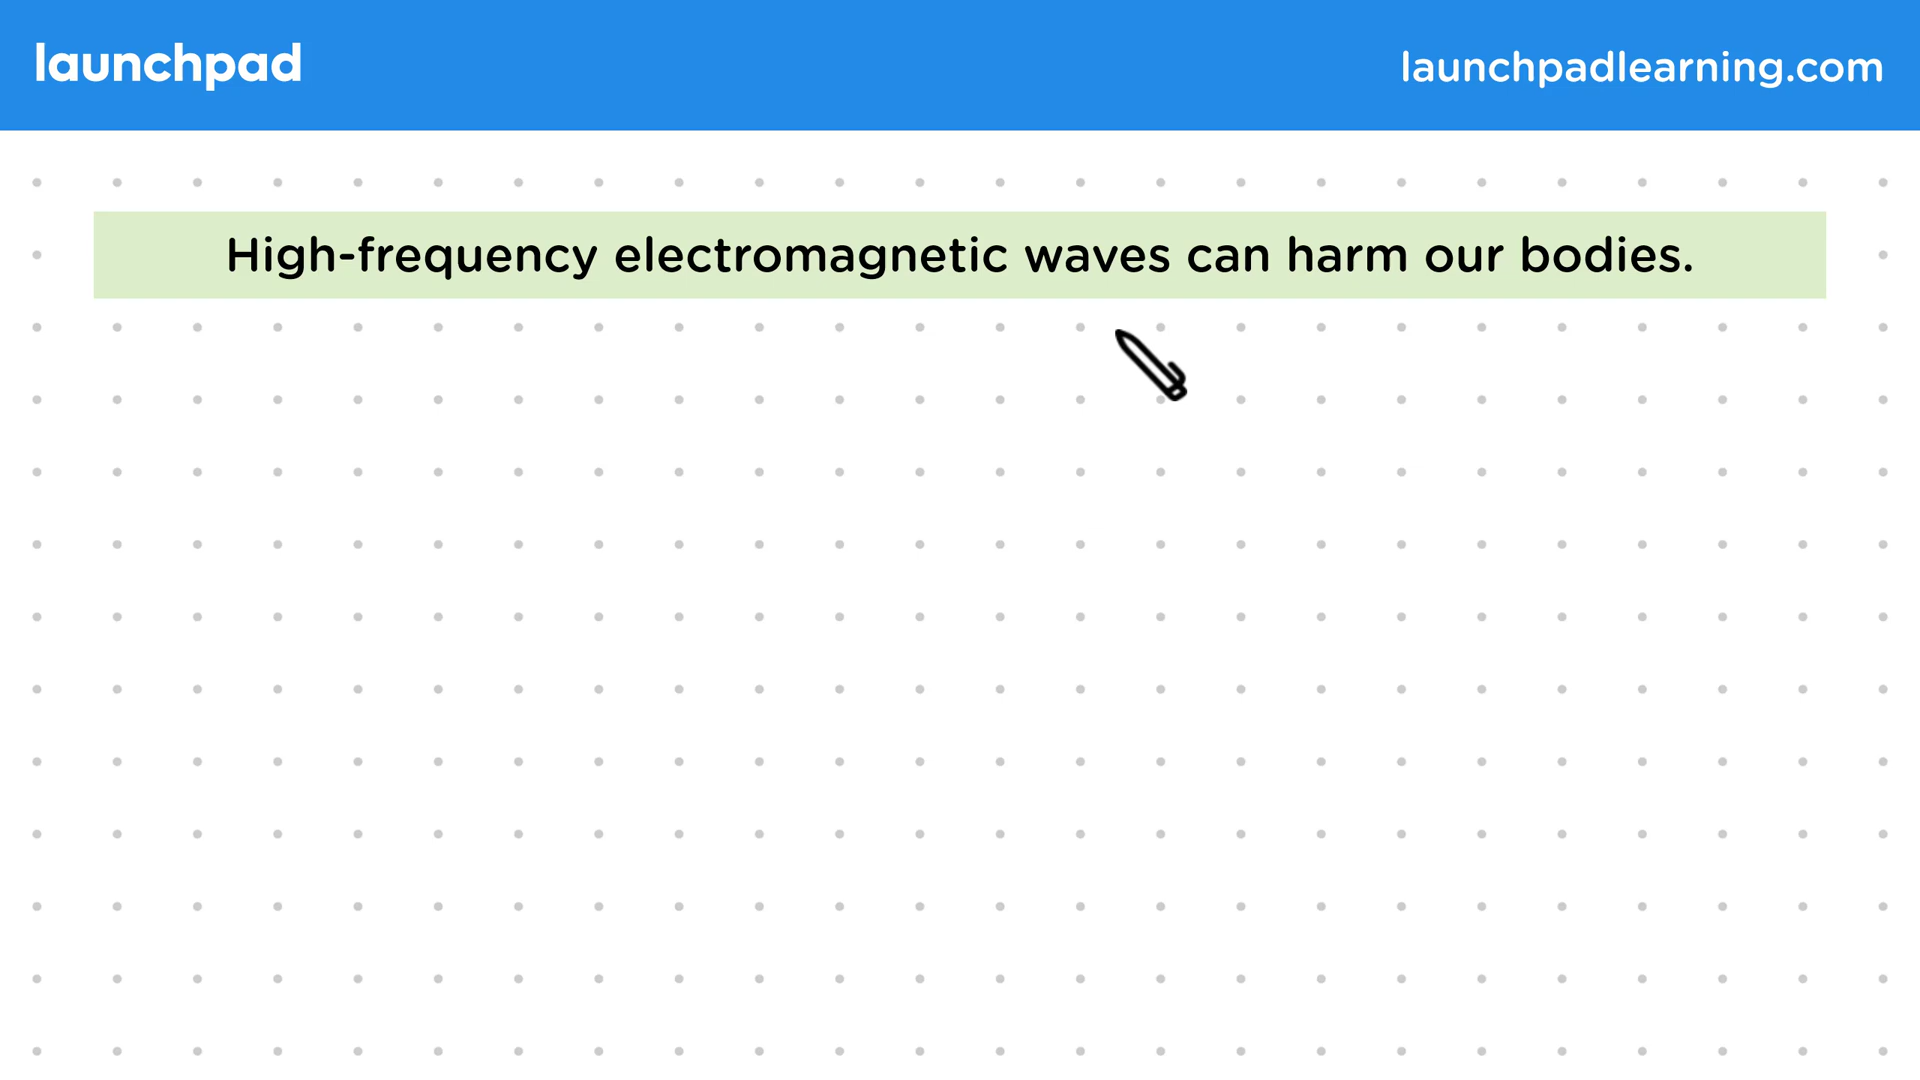 launchpad
launchpadlearning.com
High-frequency electromagnetic waves can harm our bodies.